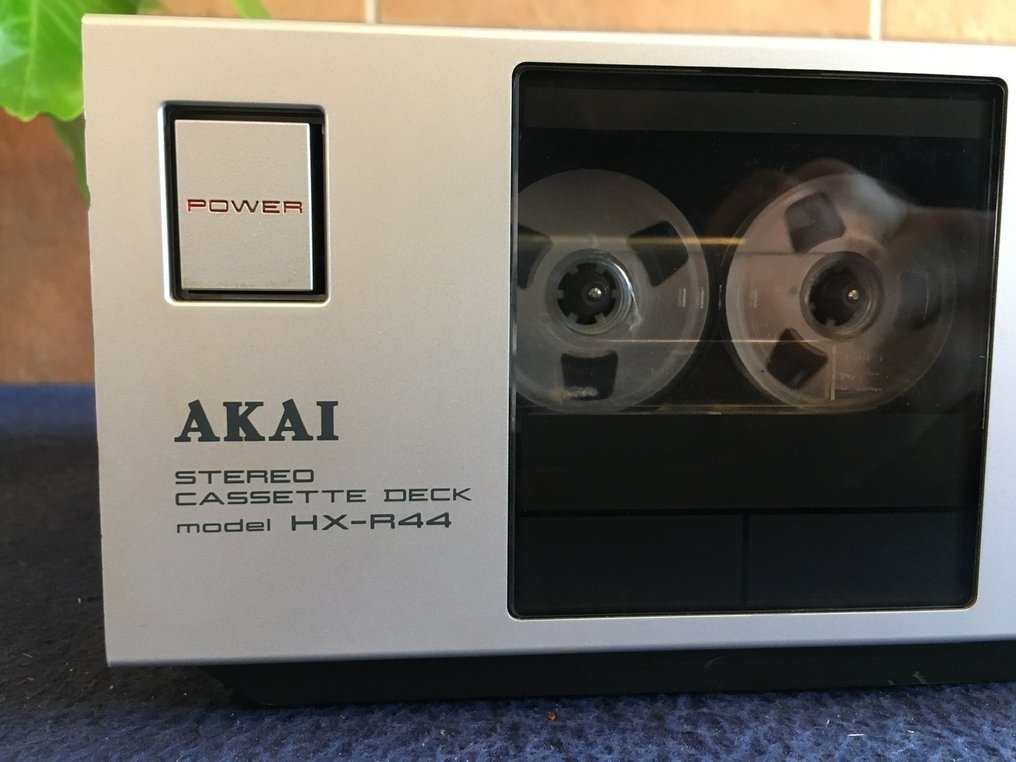 POWER
AKAI
STEREO
CASSETTE DECK
model HX-R44